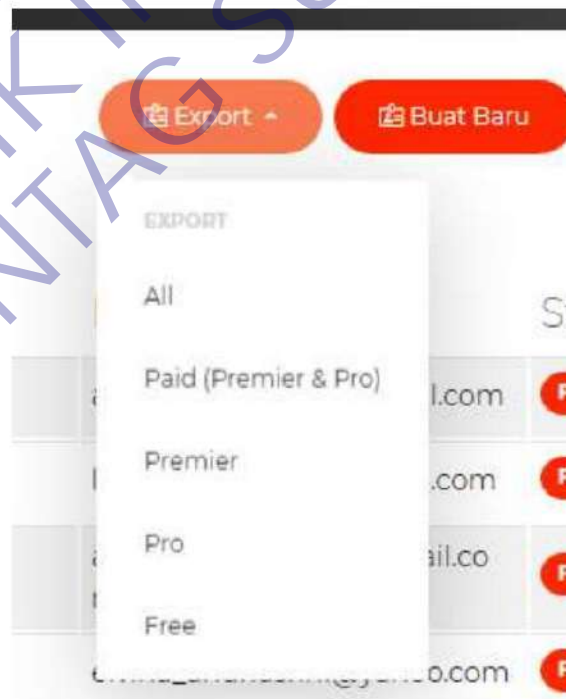 Export
Buat Baru
EXPORT
All
Paid (Premier & Pro)
l.com
Premier
.com
Pro
ail.co
Free
o.com